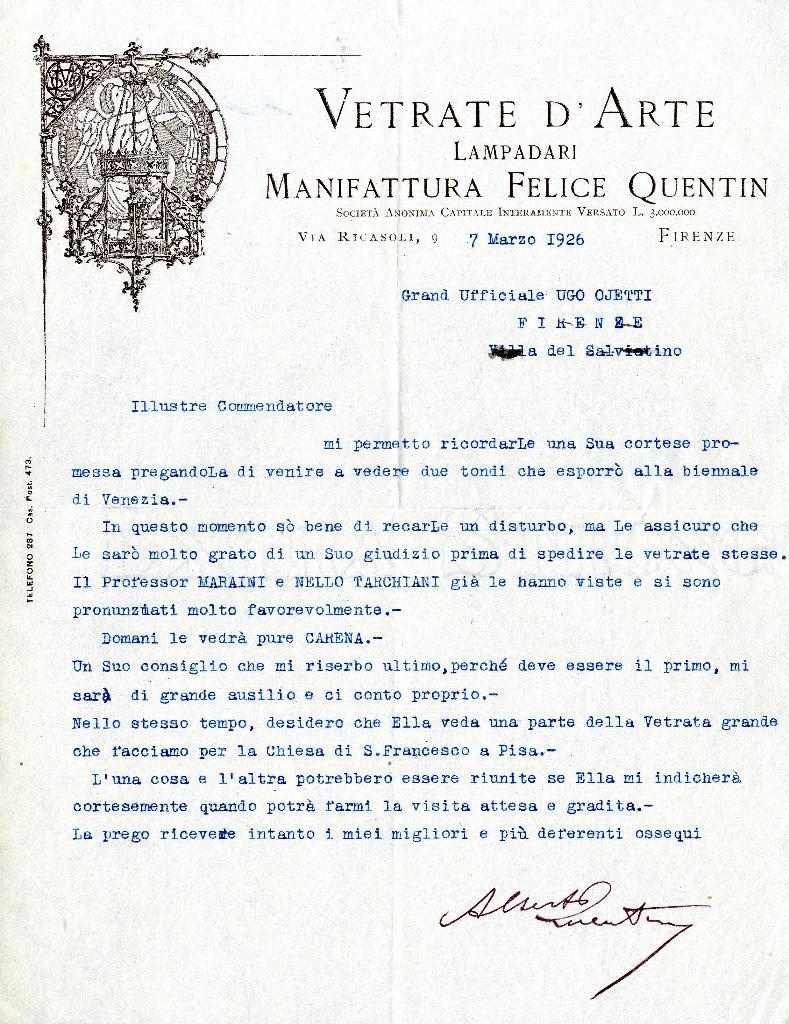 VETRATE D'ARTE
LAMPADARI
MANIFATTURA FELICE QUENTIN
SOCIETÀ ANONIMA CAPITALE INTERAMENTE VERSATO L. 3.000.000
VIA RICASOLI, 9 7 Marzo 1926 FIRENZE
Grand Ufficiale UGO OJETTI
F I R E N Z E
Villa del Salviatino
Illustre Commendatore
mi permetto ricordarLe una Sua cortese pro-
messa pregandoLa di venire a vedere due tondi che esporrò alla biennale
di Venezia.-
In questo momento sò bene di recarLe un disturbo, ma Le assicuro che
Le sarò molto grato di un Suo giudizio prima di spedire le vetrate stesse.
Il Professor MARAINI e NELLO TARCHIANI già le hanno viste e si sono
pronunziati molto favorevolmente.-
Domani le vedrà pure CARENA.-
Un Suo consiglio che mi riserbo ultimo,perché deve essere il primo, mi
sarà di grande ausilio e ci conto proprio.-
Nello stesso tempo, desidero che Ella veda una parte della Vetrata grande
che facciamo per la Chiesa di S.Francesco a Pisa.-
L'una cosa e l'altra potrebbero essere riunite se Ella mi indicherà
cortesemente quando potrà farmi la visita attesa e gradita.-
La prego ricevere intanto i miei migliori e più deferenti ossequi
Alberto Quentin
TELEFONO 287 Cas. Post. 473.